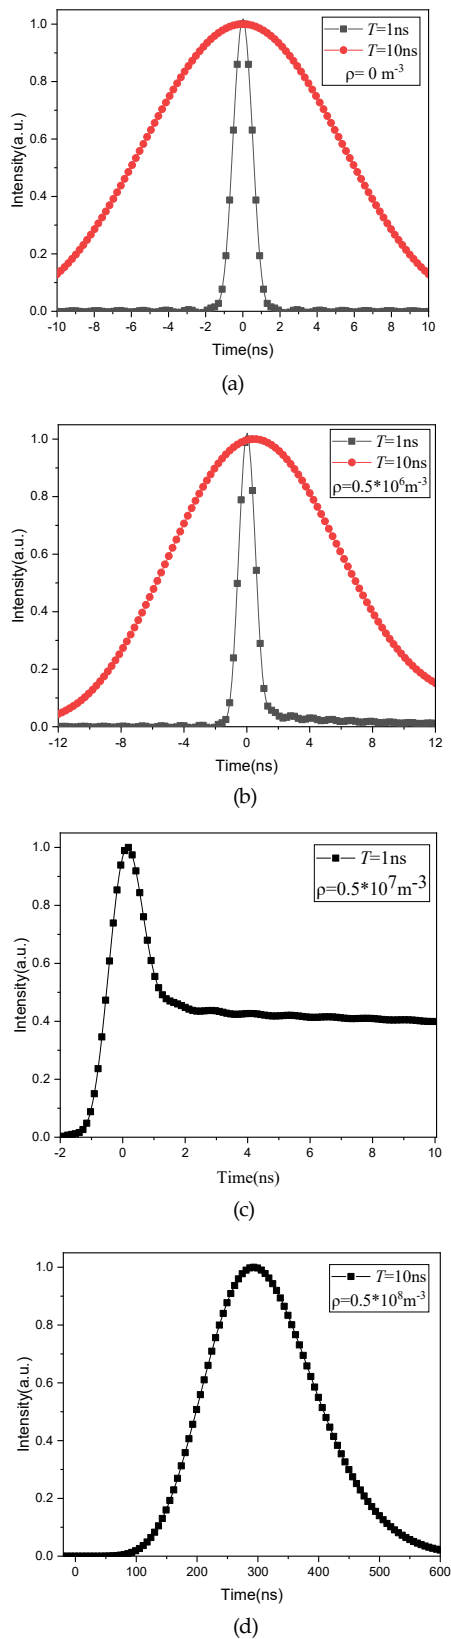 1.0
0.8
0.6
0.4
0.2
0.0
Intensity(a.u.)
T=1ns
T=10ns
ρ= 0 m-3
-10 -8 -6 -4 -2 0 2 4 6 8 10
Time(ns)
(a)
1.0
0.8
0.6
0.4
0.2
0.0
Intensity(a.u.)
T=1ns
T=10ns
ρ=0.5*10⁶m⁻³
-12 -8 -4 0 4 8 12
Time(ns)
(b)
1.0
0.8
0.6
0.4
0.2
0.0
Intensity(a.u.)
T=1ns
ρ=0.5*10⁷m⁻³
-2 0 2 4 6 8 10
Time(ns)
(c)
1.0
0.8
0.6
0.4
0.2
0.0
Intensity(a.u.)
T=10ns
ρ=0.5*10⁸m⁻³
0 100 200 300 400 500 600
Time(ns)
(d)